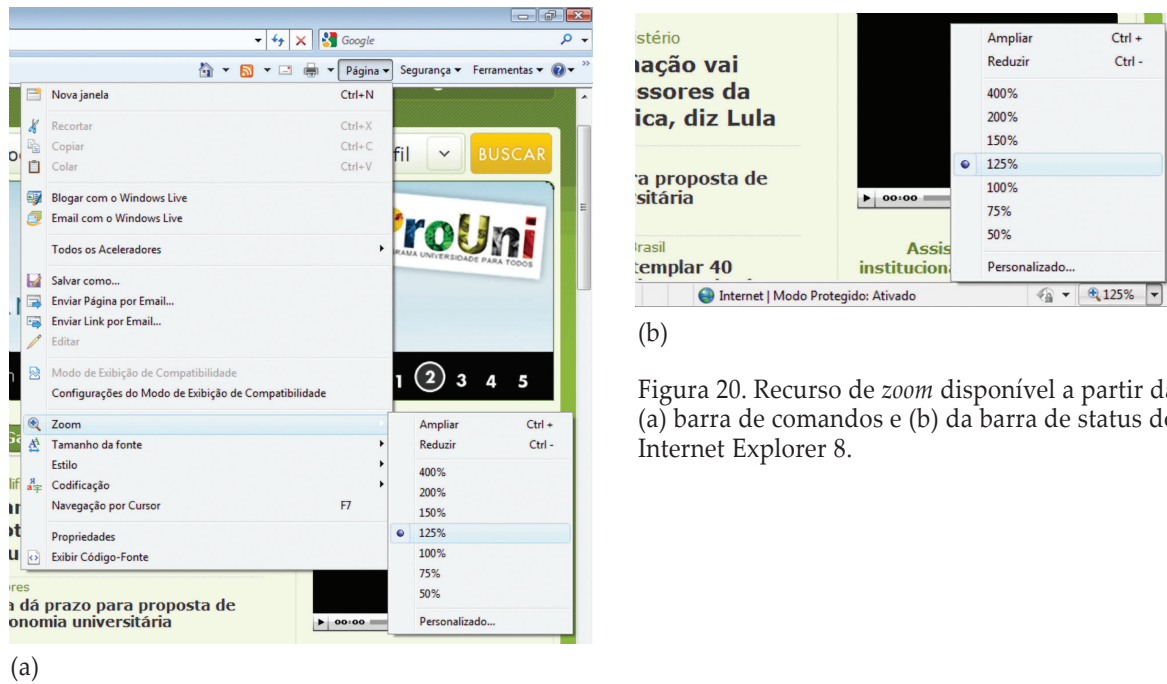 Google
Página Segurança Ferramentas
Nova janela Ctrl+N
Recortar Ctrl+X
Copiar Ctrl+C
Colar Ctrl+V
Blogar com o Windows Live
Email com o Windows Live
Todos os Aceleradores
Salvar como...
Enviar Página por Email...
Enviar Link por Email...
Editar
Modo de Exibição de Compatibilidade
Configurações do Modo de Exibição de Compatibilidade
Zoom
Tamanho da fonte
Estilo
Codificação
Navegação por Cursor F7
Propriedades
Exibir Código-Fonte
fil BUSCAR
ProUni
PROGRAMA UNIVERSIDADE PARA TODOS
1 2 3 4 5
Ampliar Ctrl +
Reduzir Ctrl -
400%
200%
150%
125%
100%
75%
50%
Personalizado...
a dá prazo para proposta de
onomia universitária
00:00
(a)
stério
nação vai
ssores da
ica, diz Lula
ra proposta de
rsitária
Brasil
templar 40
00:00
Assis
institucion
Ampliar Ctrl +
Reduzir Ctrl -
400%
200%
150%
125%
100%
75%
50%
Personalizado...
Internet | Modo Protegido: Ativado 125%
(b)
Figura 20. Recurso de zoom disponível a partir da
(a) barra de comandos e (b) da barra de status do
Internet Explorer 8.